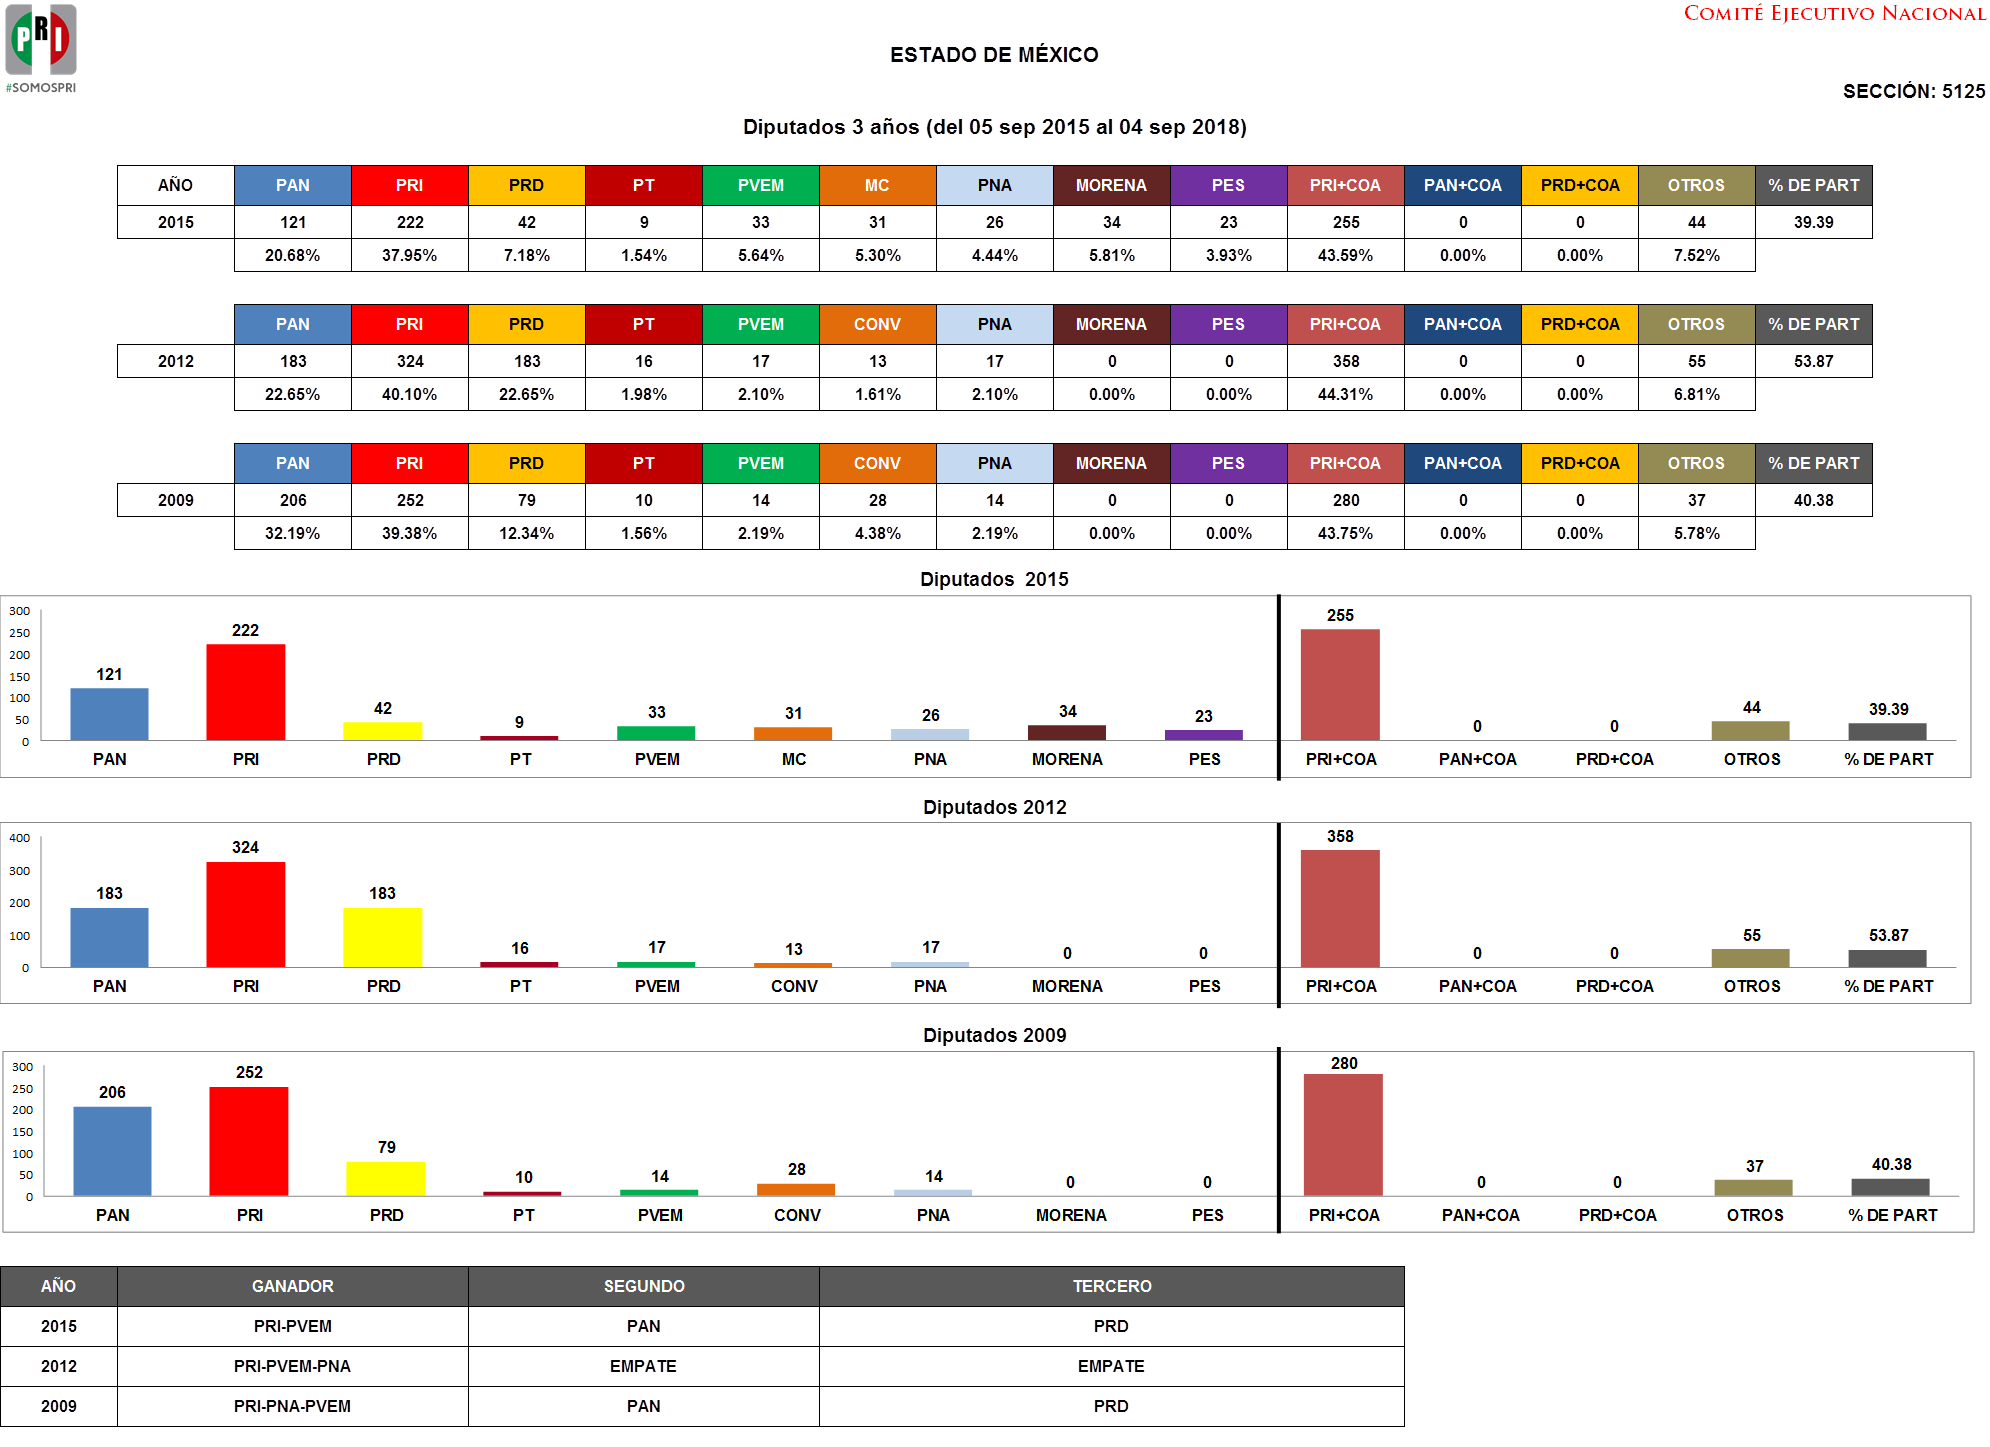 PRI
#SOMOSPRI
COMITÉ EJECUTIVO NACIONAL
ESTADO DE MÉXICO
SECCIÓN: 5125
Diputados 3 años (del 05 sep 2015 al 04 sep 2018)
AÑO PAN PRI PRD PT PVEM MC PNA MORENA PES PRI+COA PAN+COA PRD+COA OTROS % DE PART
2015 121 222 42 9 33 31 26 34 23 255 0 0 44 39.39
20.68% 37.95% 7.18% 1.54% 5.64% 5.30% 4.44% 5.81% 3.93% 43.59% 0.00% 0.00% 7.52%
PAN PRI PRD PT PVEM CONV PNA MORENA PES PRI+COA PAN+COA PRD+COA OTROS % DE PART
2012 183 324 183 16 17 13 17 0 0 358 0 0 55 53.87
22.65% 40.10% 22.65% 1.98% 2.10% 1.61% 2.10% 0.00% 0.00% 44.31% 0.00% 0.00% 6.81%
PAN PRI PRD PT PVEM CONV PNA MORENA PES PRI+COA PAN+COA PRD+COA OTROS % DE PART
2009 206 252 79 10 14 28 14 0 0 280 0 0 37 40.38
32.19% 39.38% 12.34% 1.56% 2.19% 4.38% 2.19% 0.00% 0.00% 43.75% 0.00% 0.00% 5.78%
Diputados 2015
300
250
200
150
100
50
0
121 222 42 9 33 31 26 34 23 255 0 0 44 39.39
PAN PRI PRD PT PVEM MC PNA MORENA PES PRI+COA PAN+COA PRD+COA OTROS % DE PART
Diputados 2012
400
300
200
100
0
183 324 183 16 17 13 17 0 0 358 0 0 55 53.87
PAN PRI PRD PT PVEM CONV PNA MORENA PES PRI+COA PAN+COA PRD+COA OTROS % DE PART
Diputados 2009
300
250
200
150
100
50
0
206 252 79 10 14 28 14 0 0 280 0 0 37 40.38
PAN PRI PRD PT PVEM CONV PNA MORENA PES PRI+COA PAN+COA PRD+COA OTROS % DE PART
AÑO GANADOR SEGUNDO TERCERO
2015 PRI-PVEM PAN PRD
2012 PRI-PVEM-PNA EMPATE EMPATE
2009 PRI-PNA-PVEM PAN PRD